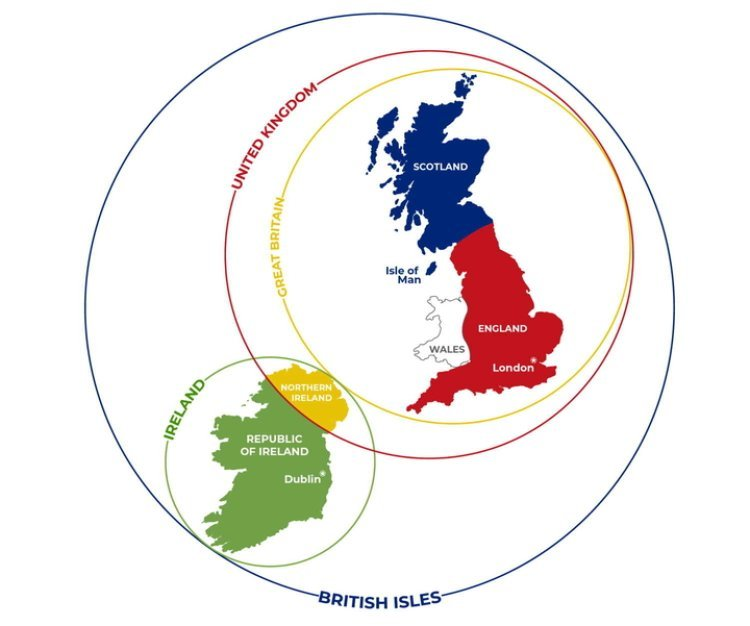 UNITED KINGDOM
GREAT BRITAIN
SCOTLAND
Isle of
Man
ENGLAND
WALES
London
IRELAND
NORTHERN
IRELAND
REPUBLIC
OF IRELAND
Dublin
BRITISH ISLES